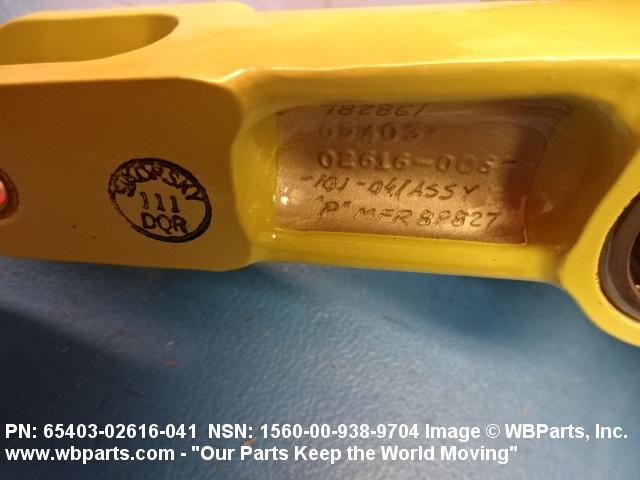 782861
65403
02616-003-
-101-041ASSY
"P" MFR 8P827
SIKORSKY
111
DQR
PN: 65403-02616-041 NSN: 1560-00-938-9704 Image © WBParts, Inc.
www.wbparts.com - "Our Parts Keep the World Moving"